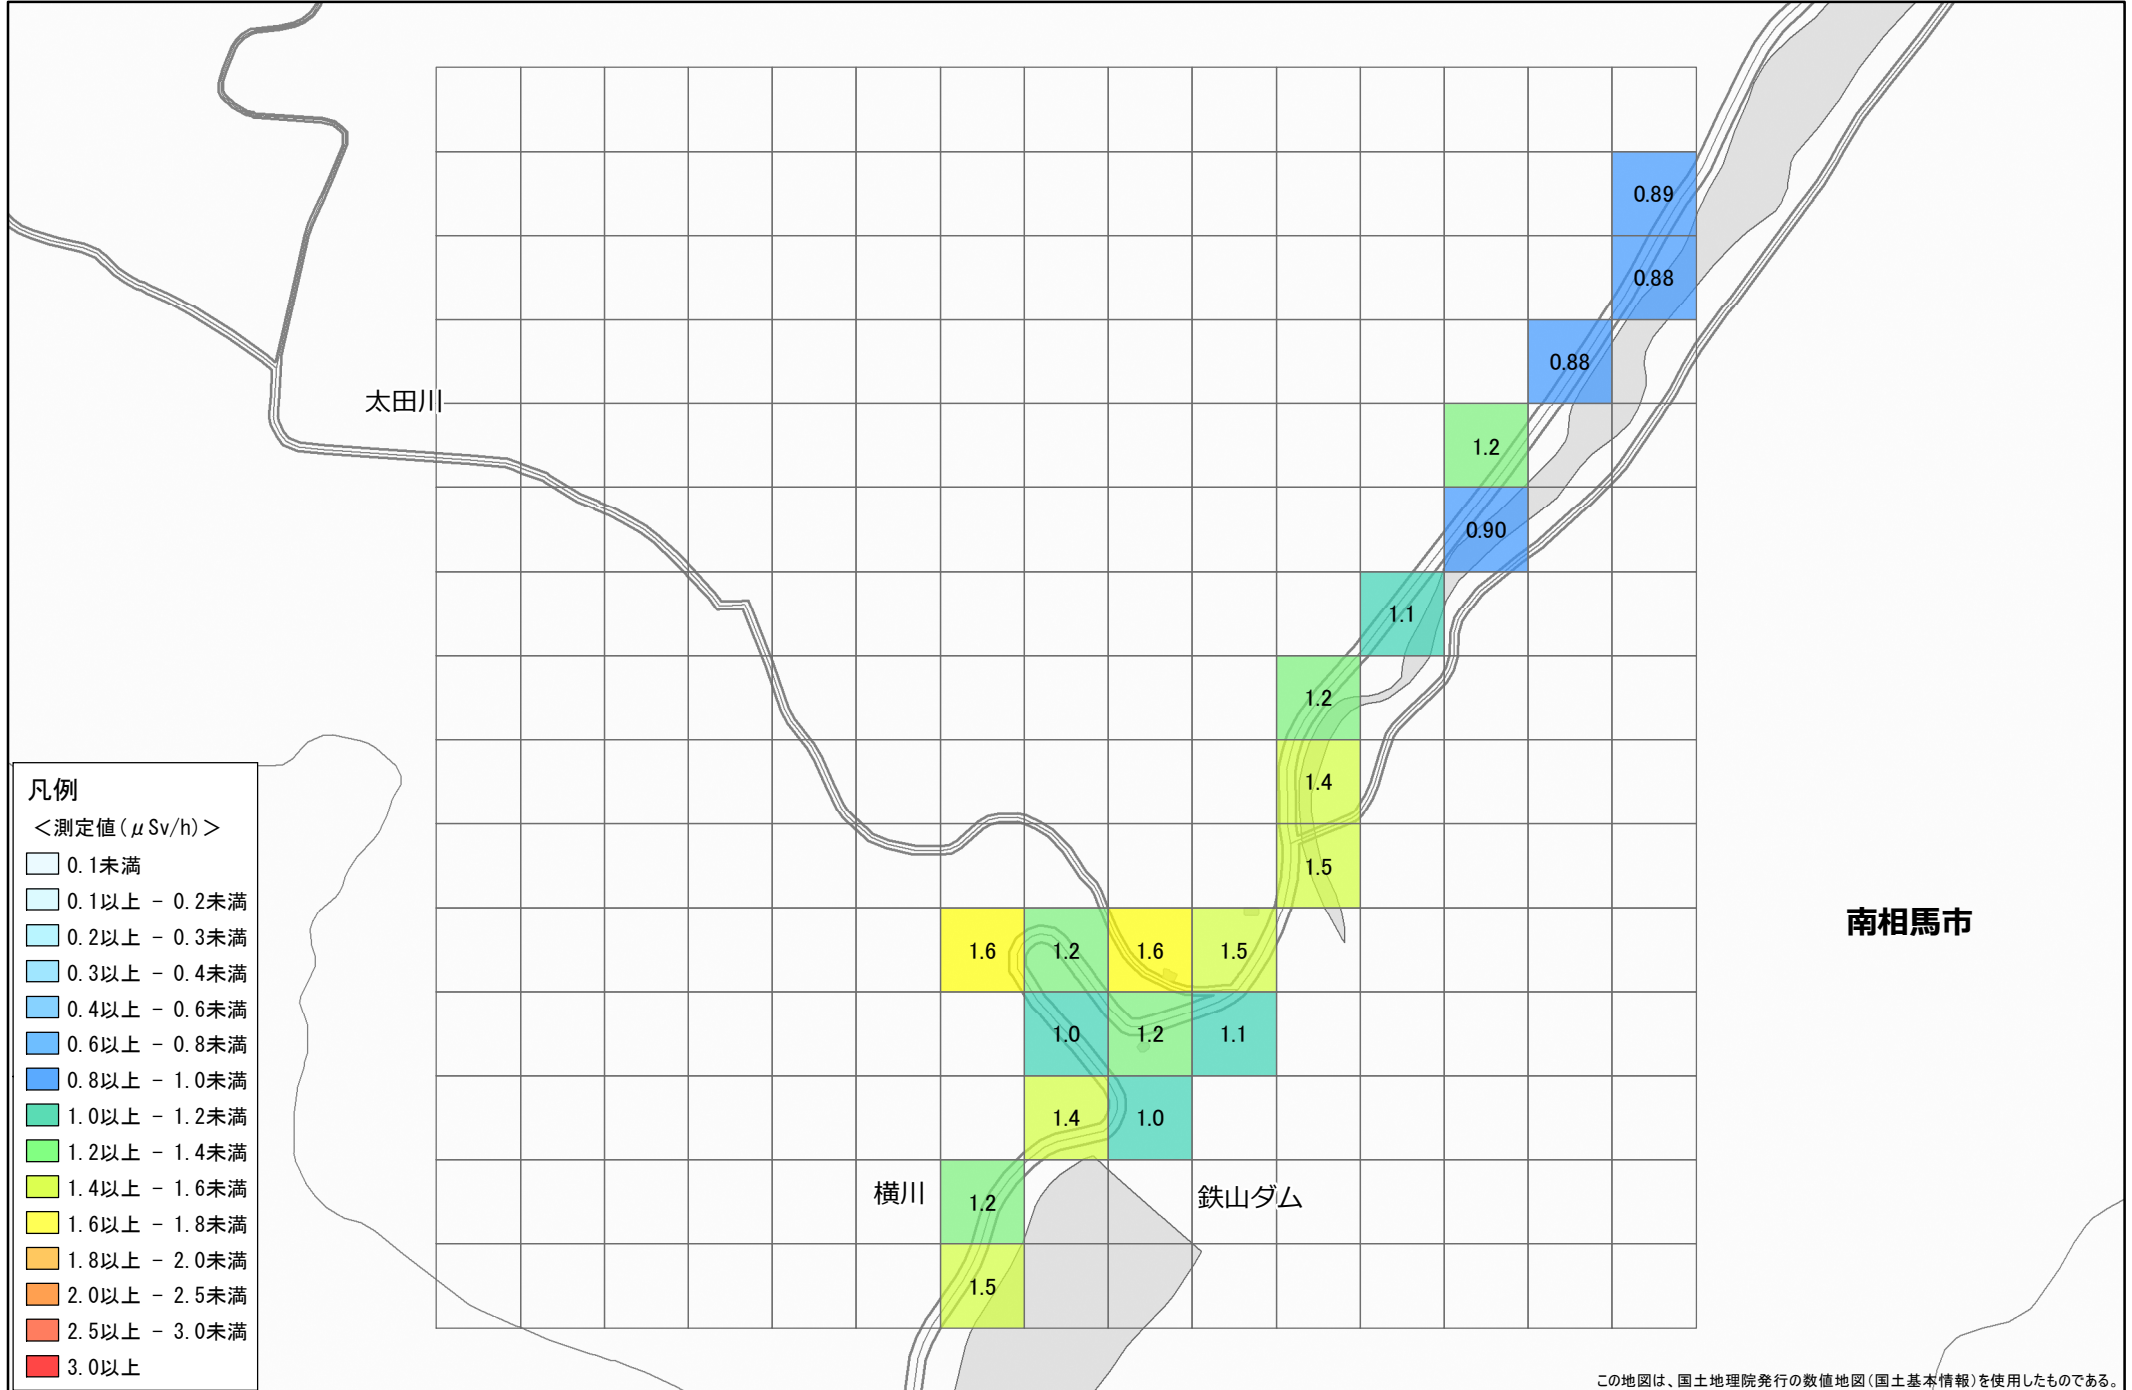 0.89
0.88
0.88
太田川
1.2
0.90
1.1
1.2
1.4
1.5
1.6 1.2 1.6 1.5
南相馬市
1.0 1.2 1.1
1.4 1.0
横川 1.2 鉄山ダム
1.5
凡例
＜測定値(μSv/h)＞
0.1未満
0.1以上 － 0.2未満
0.2以上 － 0.3未満
0.3以上 － 0.4未満
0.4以上 － 0.6未満
0.6以上 － 0.8未満
0.8以上 － 1.0未満
1.0以上 － 1.2未満
1.2以上 － 1.4未満
1.4以上 － 1.6未満
1.6以上 － 1.8未満
1.8以上 － 2.0未満
2.0以上 － 2.5未満
2.5以上 － 3.0未満
3.0以上
この地図は、国土地理院発行の数値地図(国土基本情報)を使用したものである。